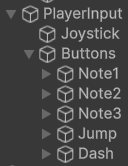 PlayerInput
Joystick
Buttons
Note1
Note2
Note3
Jump
Dash